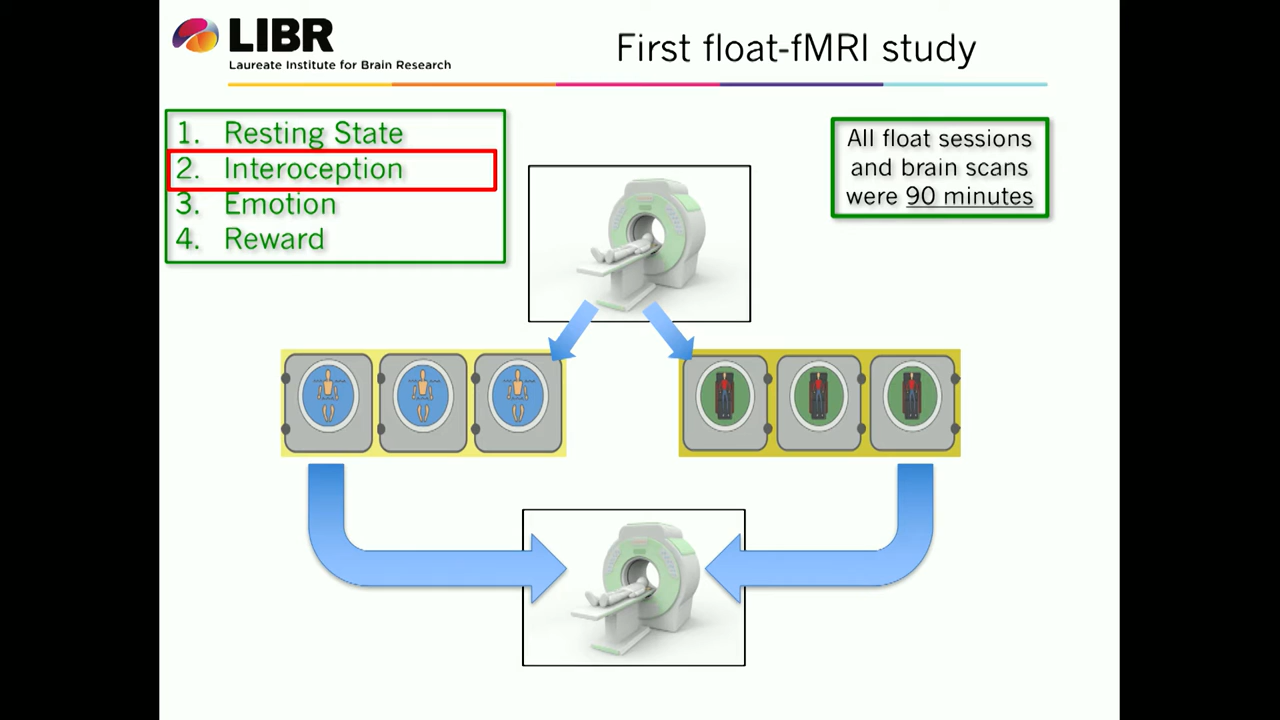 LIBR
Laureate Institute for Brain Research
First float-fMRI study
1. Resting State
2. Interoception
3. Emotion
4. Reward
All float sessions
and brain scans
were 90 minutes